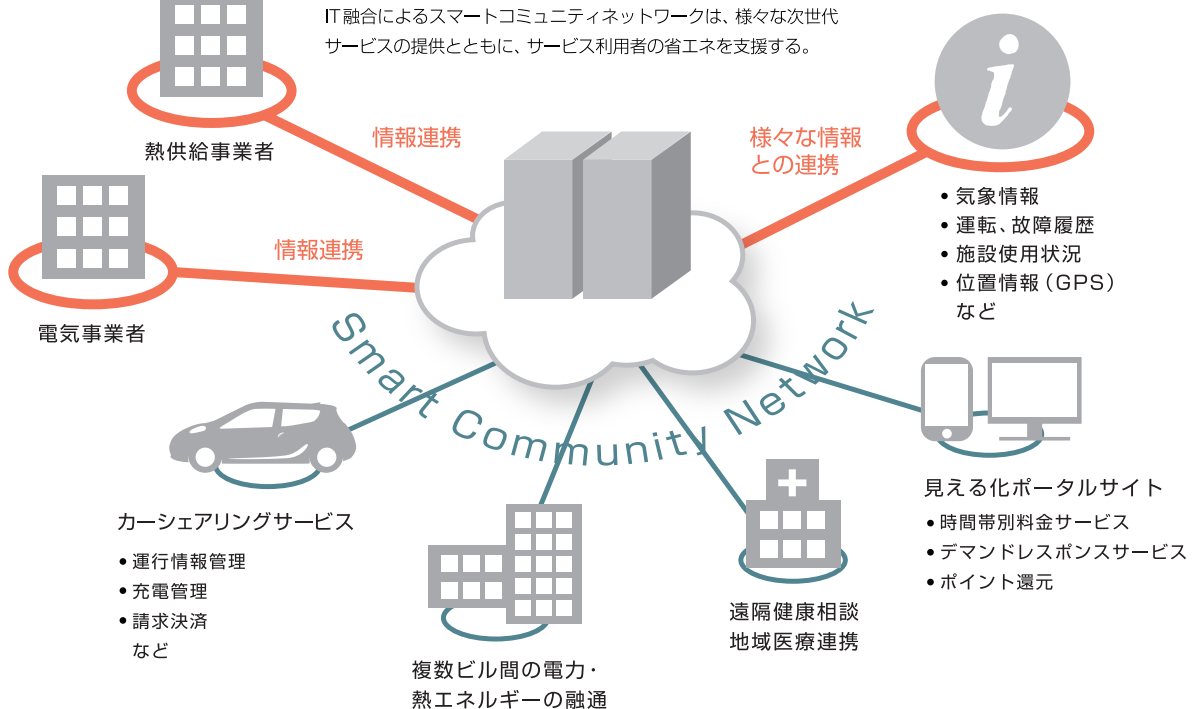 IT融合によるスマートコミュニティネットワークは、様々な次世代
サービスの提供とともに、サービス利用者の省エネを支援する。
熱供給事業者
情報連携
様々な情報
との連携
i
・気象情報
・運転、故障履歴
・施設使用状況
・位置情報（GPS）
など
電気事業者
情報連携
Smart Community Network
カーシェアリングサービス
・運行情報管理
・充電管理
・請求決済
など
複数ビル間の電力・
熱エネルギーの融通
遠隔健康相談
地域医療連携
見える化ポータルサイト
・時間帯別料金サービス
・デマンドレスポンスサービス
・ポイント還元